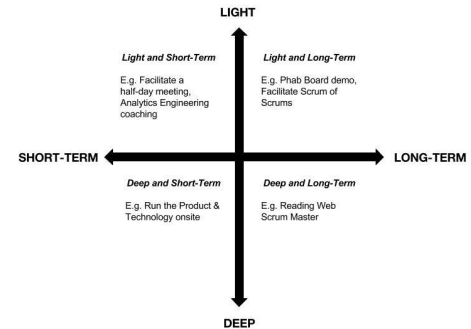 LIGHT
Light and Short-Term
E.g. Facilitate a
half-day meeting,
Analytics Engineering
coaching
Light and Long-Term
E.g. Phab Board demo,
Facilitate Scrum of
Scrums
SHORT-TERM
LONG-TERM
Deep and Short-Term
E.g. Run the Product &
Technology onsite
Deep and Long-Term
E.g. Reading Web
Scrum Master
DEEP